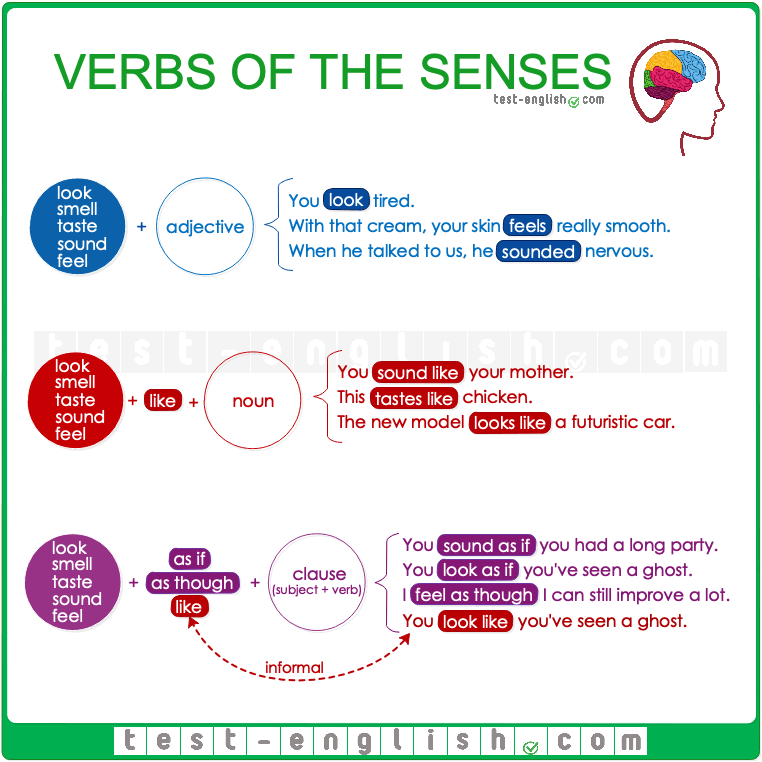 VERBS OF THE SENSES
test-english.com
look
smell
taste
sound
feel
+
adjective
You look tired.
With that cream, your skin feels really smooth.
When he talked to us, he sounded nervous.
test-english.com
look
smell
taste
sound
feel
+ like +
noun
You sound like your mother.
This tastes like chicken.
The new model looks like a futuristic car.
look
smell
taste
sound
feel
+
as if
as though
like
+
clause
(subject + verb)
You sound as if you had a long party.
You look as if you've seen a ghost.
I feel as though I can still improve a lot.
You look like you've seen a ghost.
informal
test-english.com